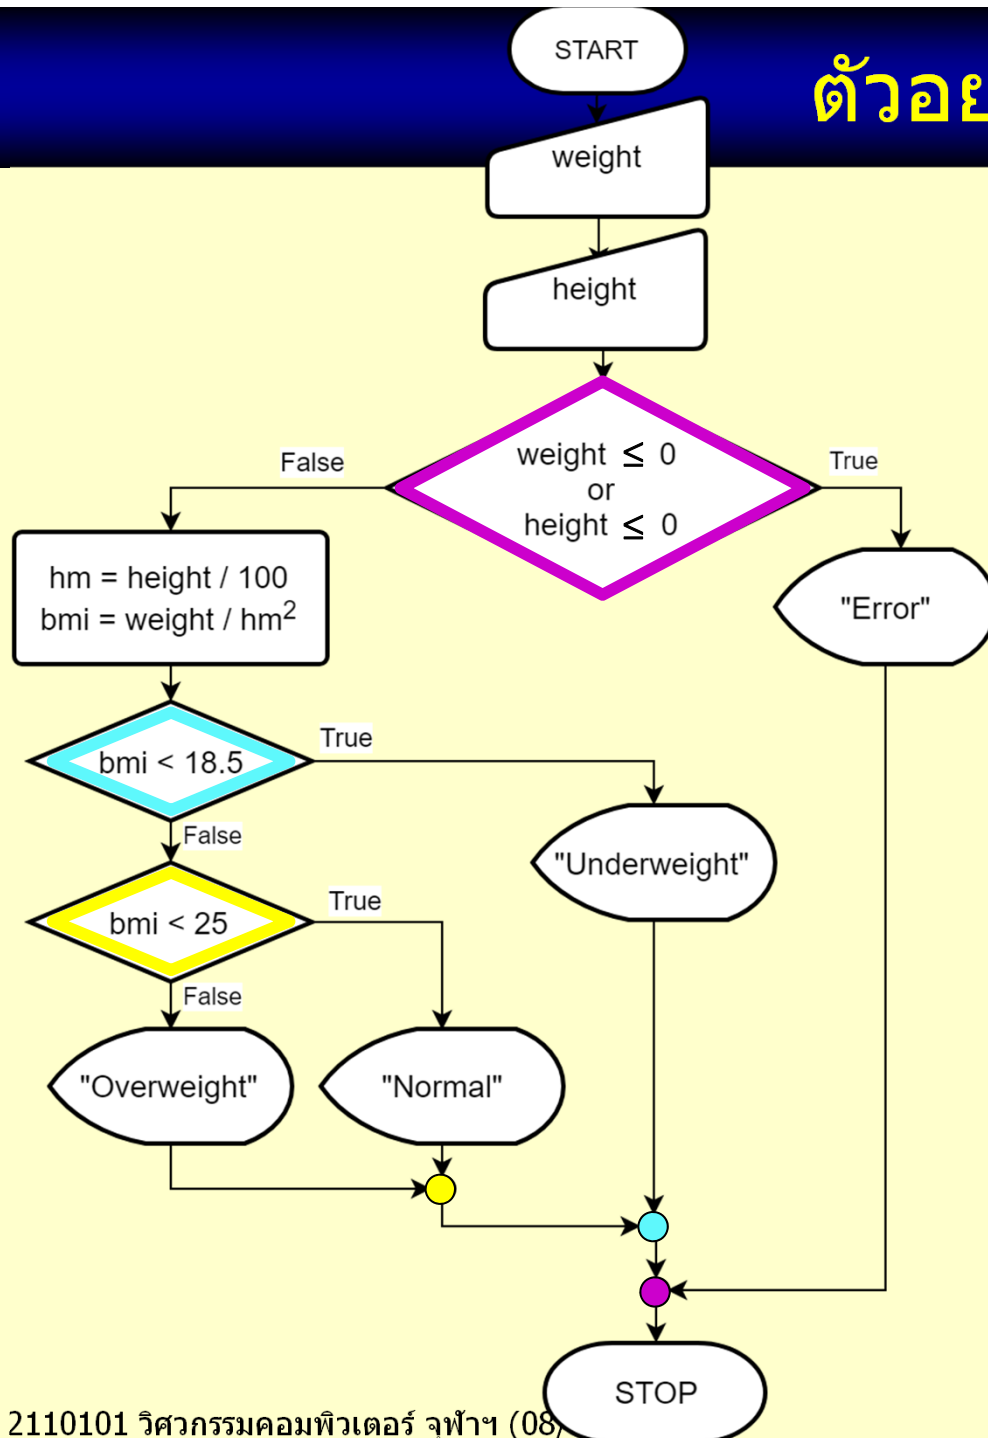 START
ตัวอย
weight
height
weight ≤ 0
or
height ≤ 0
False
True
hm = height / 100
bmi = weight / hm²
"Error"
bmi < 18.5
True
False
"Underweight"
bmi < 25
True
False
"Overweight"
"Normal"
STOP
2110101 วิศวกรรมคอมพิวเตอร์ จุฬาฯ (08/